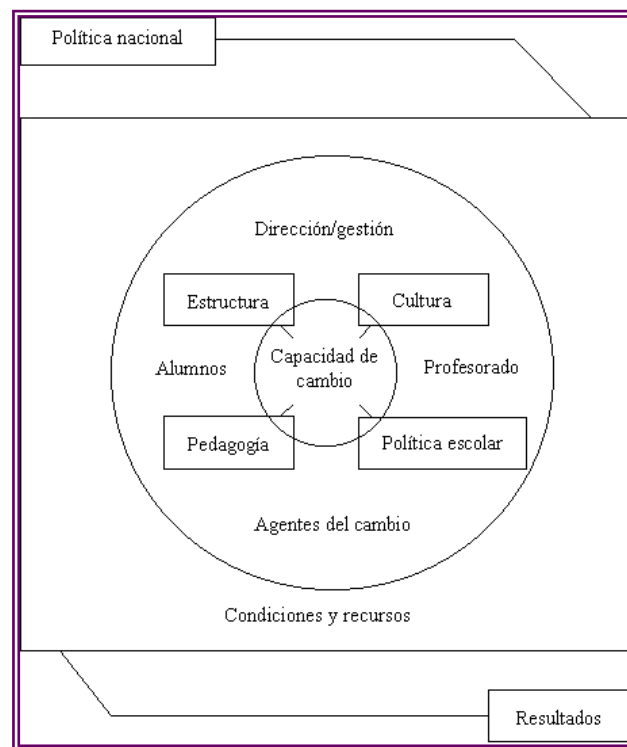 Política nacional
Dirección/gestión
Estructura
Cultura
Capacidad de
cambio
Alumnos
Profesorado
Pedagogía
Política escolar
Agentes del cambio
Condiciones y recursos
Resultados